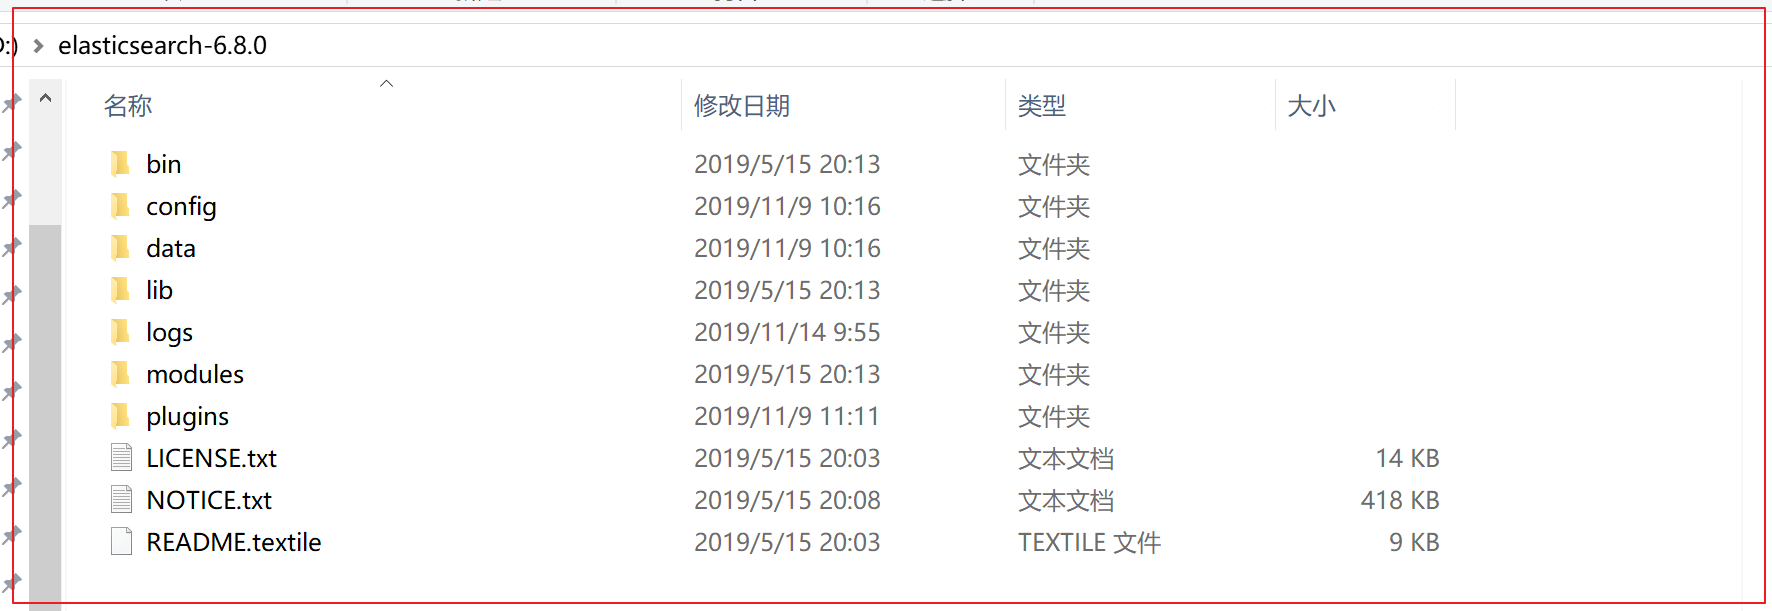 :) > elasticsearch-6.8.0
名称 修改日期 类型 大小
bin 2019/5/15 20:13 文件夹
config 2019/11/9 10:16 文件夹
data 2019/11/9 10:16 文件夹
lib 2019/5/15 20:13 文件夹
logs 2019/11/14 9:55 文件夹
modules 2019/5/15 20:13 文件夹
plugins 2019/11/9 11:11 文件夹
LICENSE.txt 2019/5/15 20:03 文本文档 14 KB
NOTICE.txt 2019/5/15 20:08 文本文档 418 KB
README.textile 2019/5/15 20:03 TEXTILE 文件 9 KB